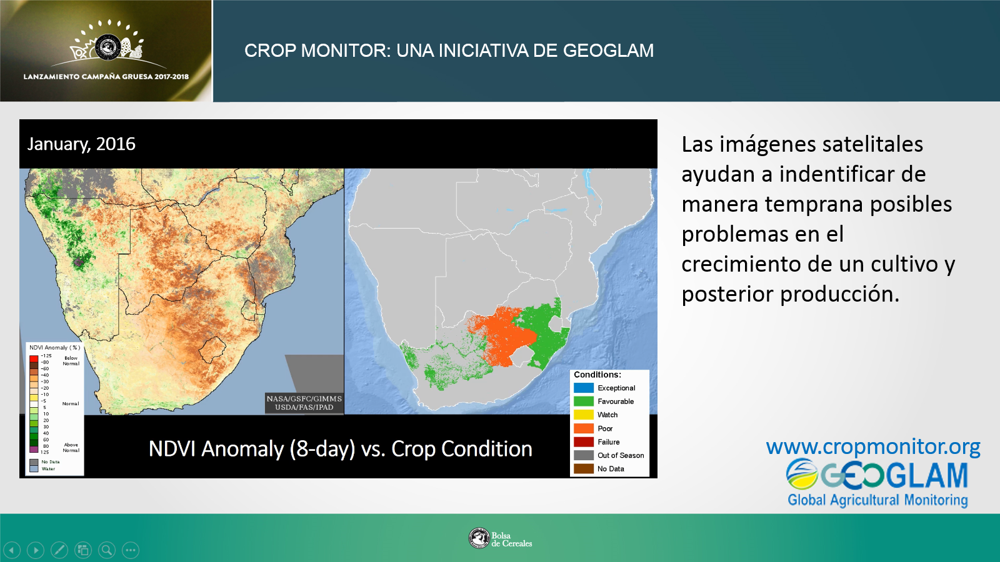 LANZAMIENTO CAMPAÑA GRUESA 2017-2018
CROP MONITOR: UNA INICIATIVA DE GEOGLAM
January, 2016
NDVI Anomaly (%)
-125
-80
-60
-40
-30
-20
-10
-5
5
10
20
30
40
60
80
125
Below
Normal
Normal
Above
Normal
No Data
Water
NASA/GSFC/GIMMS
USDA/FAS/IPAD
Conditions:
Exceptional
Favourable
Watch
Poor
Failure
Out of Season
No Data
NDVI Anomaly (8-day) vs. Crop Condition
Las imágenes satelitales
ayudan a indentificar de
manera temprana posibles
problemas en el
crecimiento de un cultivo y
posterior producción.
www.cropmonitor.org
GEOGLAM
Global Agricultural Monitoring
Bolsa
de Cereales